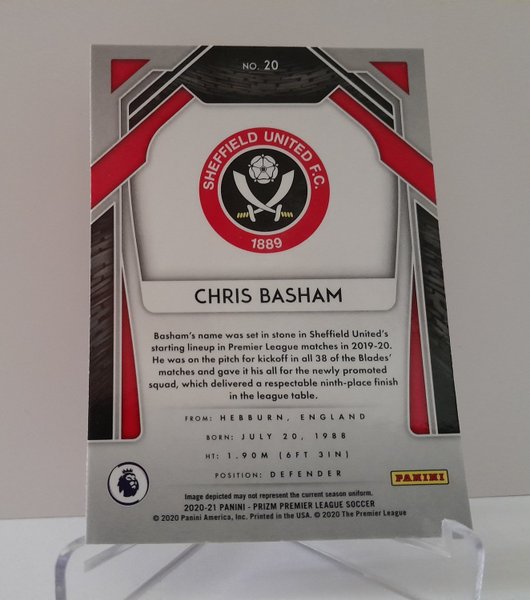 NO. 20
SHEFFIELD UNITED F.C.
1889
CHRIS BASHAM
Basham's name was set in stone in Sheffield United's
starting lineup in Premier League matches in 2019-20.
He was on the pitch for kickoff in all 38 of the Blades'
matches and gave it his all for the newly promoted
squad, which delivered a respectable ninth-place finish
in the league table.
FROM: HEBBURN, ENGLAND
BORN: JULY 20, 1988
HT: 1.90M (6FT 3IN)
POSITION: DEFENDER
PANINI
Image depicted may not represent the current season uniform.
2020-21 PANINI - PRIZM PREMIER LEAGUE SOCCER
© 2020 Panini America, Inc. Printed in the USA. © 2020 The Premier League